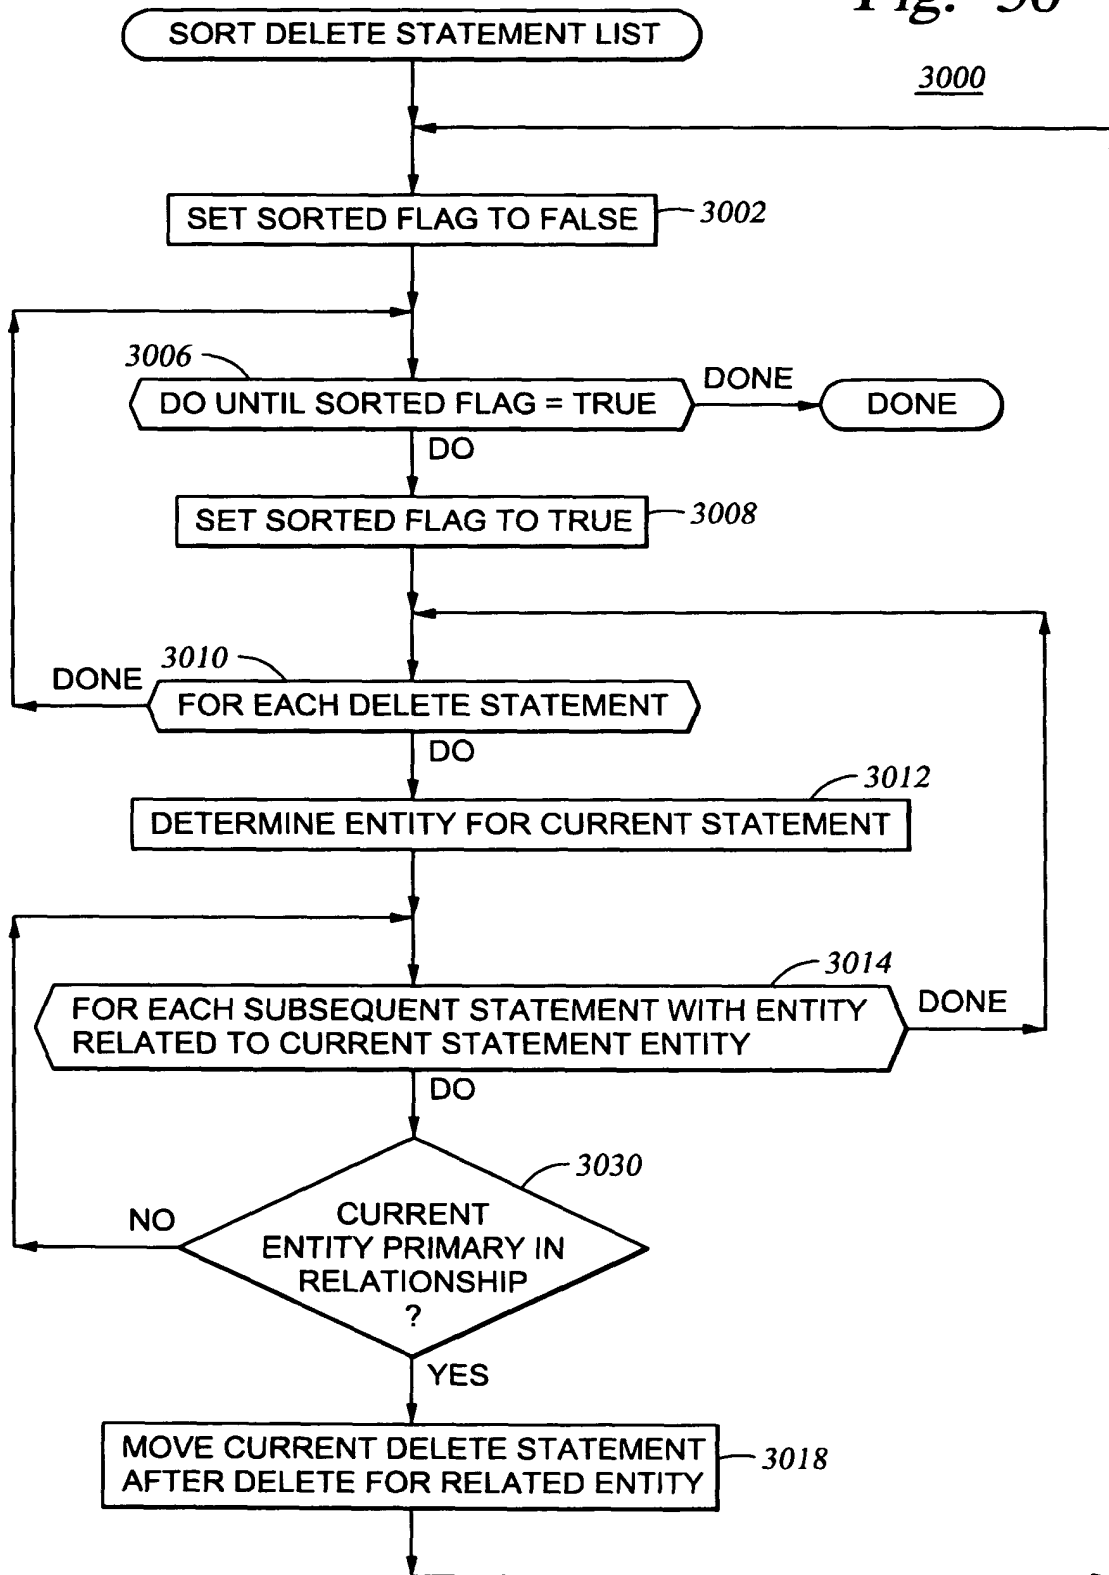 Fig. 30
SORT DELETE STATEMENT LIST
3000
SET SORTED FLAG TO FALSE
3002
3006
DO UNTIL SORTED FLAG = TRUE
DONE
DONE
DO
SET SORTED FLAG TO TRUE
3008
3010
DONE
FOR EACH DELETE STATEMENT
DO
3012
DETERMINE ENTITY FOR CURRENT STATEMENT
3014
FOR EACH SUBSEQUENT STATEMENT WITH ENTITY
RELATED TO CURRENT STATEMENT ENTITY
DONE
DO
3030
NO
CURRENT
ENTITY PRIMARY IN
RELATIONSHIP
?
YES
MOVE CURRENT DELETE STATEMENT
AFTER DELETE FOR RELATED ENTITY
3018